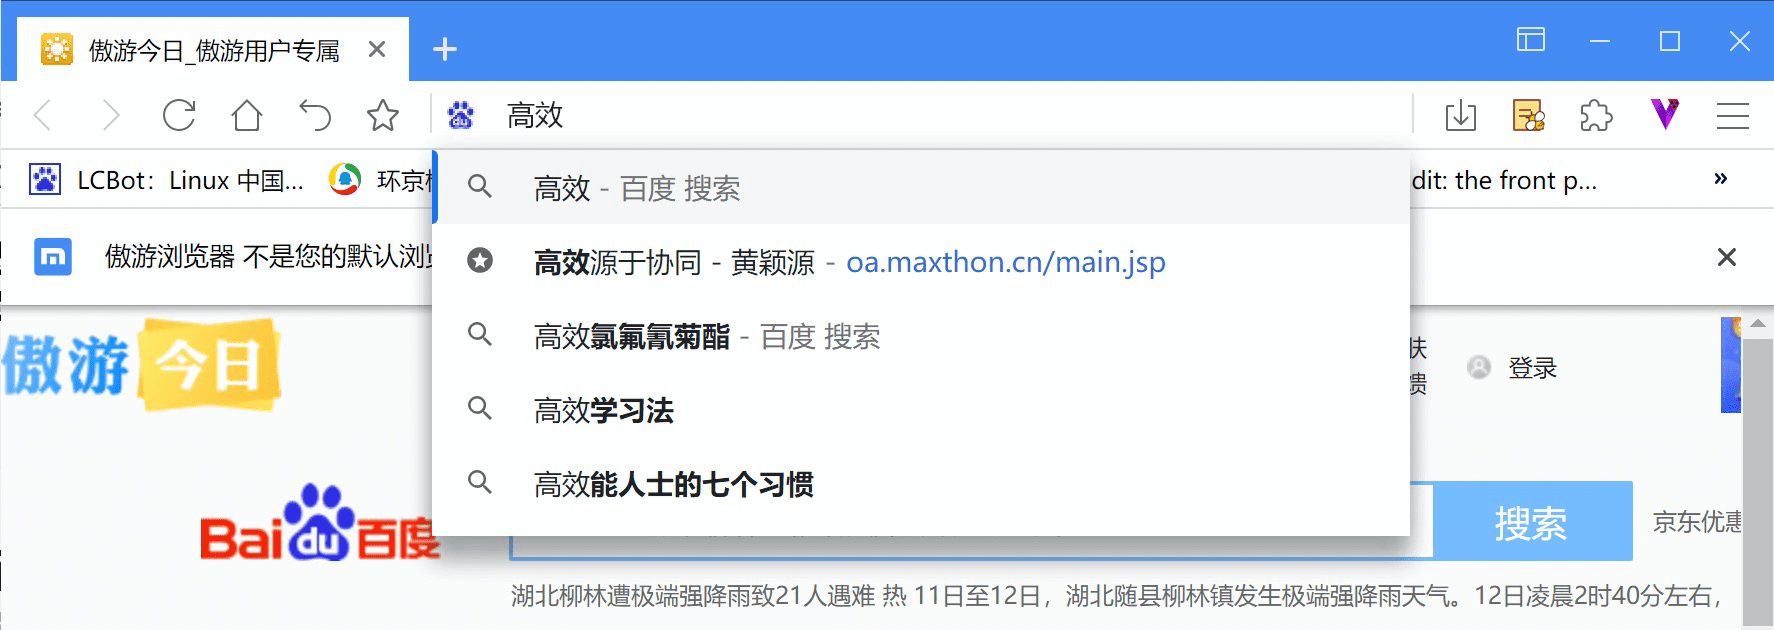 傲游今日_傲游用户专属
高效
LCBot：Linux 中国...
环京
dit: the front p...
»
高效 - 百度 搜索
高效源于协同 - 黄颖源 - oa.maxthon.cn/main.jsp
高效氯氟氰菊酯 - 百度 搜索
高效学习法
高效能人士的七个习惯
傲游浏览器 不是您的默认浏
傲游 今日
肤
馈
登录
Bai du 百度
搜索
京东优惠
湖北柳林遭极端强降雨致21人遇难 热 11日至12日，湖北随县柳林镇发生极端强降雨天气。12日凌晨2时40分左右，